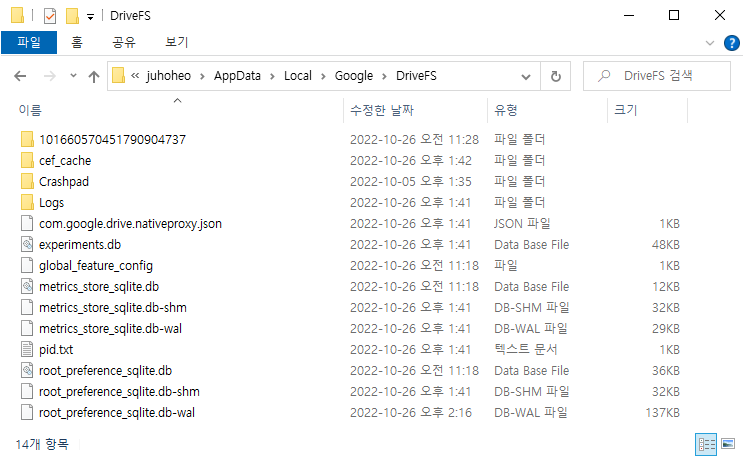 DriveFS
파일 홈 공유 보기
« juhoheo > AppData > Local > Google > DriveFS DriveFS 검색
이름 수정한 날짜 유형 크기
101660570451790904737 2022-10-26 오전 11:28 파일 폴더
cef_cache 2022-10-26 오후 1:42 파일 폴더
Crashpad 2022-10-05 오후 1:35 파일 폴더
Logs 2022-10-26 오후 1:41 파일 폴더
com.google.drive.nativeproxy.json 2022-10-26 오후 1:41 JSON 파일 1KB
experiments.db 2022-10-26 오후 1:41 Data Base File 48KB
global_feature_config 2022-10-26 오전 11:18 파일 1KB
metrics_store_sqlite.db 2022-10-26 오전 11:18 Data Base File 12KB
metrics_store_sqlite.db-shm 2022-10-26 오후 1:41 DB-SHM 파일 32KB
metrics_store_sqlite.db-wal 2022-10-26 오후 1:41 DB-WAL 파일 29KB
pid.txt 2022-10-26 오후 1:41 텍스트 문서 1KB
root_preference_sqlite.db 2022-10-26 오전 11:18 Data Base File 36KB
root_preference_sqlite.db-shm 2022-10-26 오후 1:41 DB-SHM 파일 32KB
root_preference_sqlite.db-wal 2022-10-26 오후 2:16 DB-WAL 파일 137KB
14개 항목